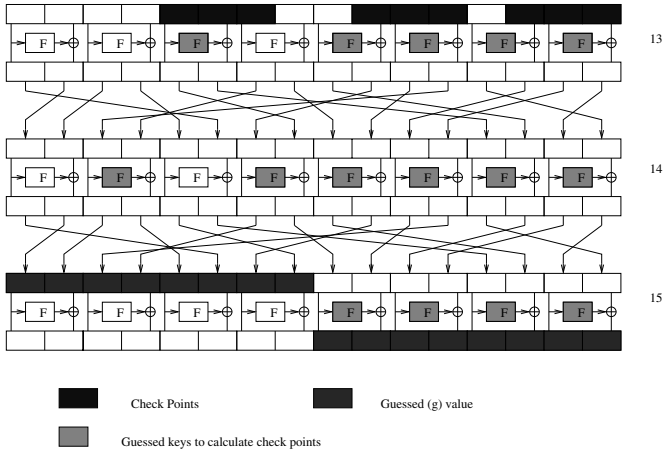 F F F F F F F F 13
F F F F F F F F 14
F F F F F F F F 15
Check Points
Guessed (g) value
Guessed keys to calculate check points